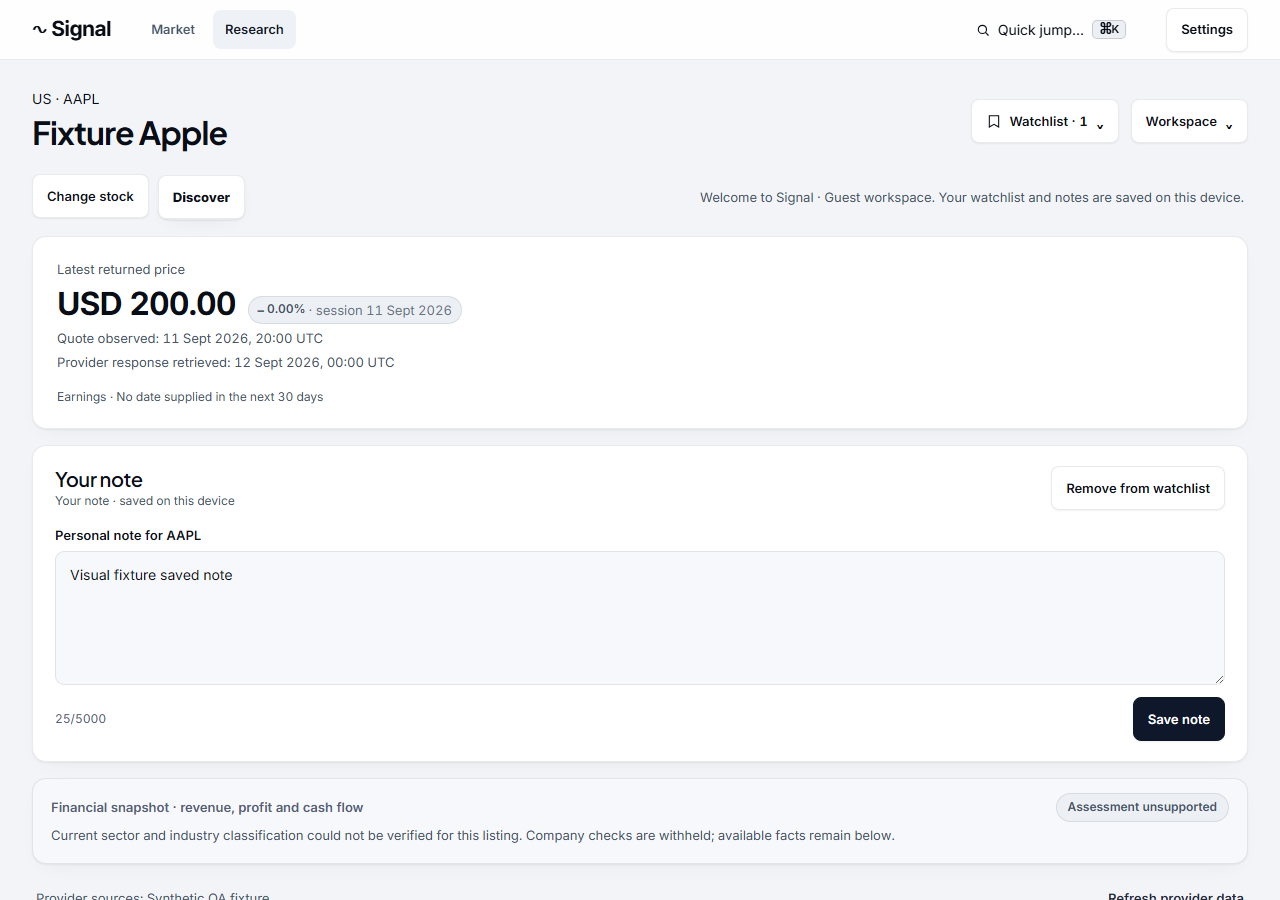 Signal
Market
Research
Quick jump... ⌘K
Settings
US · AAPL
Fixture Apple
Watchlist · 1
Workspace
Change stock
Discover
Welcome to Signal · Guest workspace. Your watchlist and notes are saved on this device.
Latest returned price
USD 200.00
– 0.00% · session 11 Sept 2026
Quote observed: 11 Sept 2026, 20:00 UTC
Provider response retrieved: 12 Sept 2026, 00:00 UTC
Earnings · No date supplied in the next 30 days
Your note
Your note · saved on this device
Remove from watchlist
Personal note for AAPL
Visual fixture saved note
25/5000
Save note
Financial snapshot · revenue, profit and cash flow
Assessment unsupported
Current sector and industry classification could not be verified for this listing. Company checks are withheld; available facts remain below.
Provider sources: Synthetic QA fixture
Refresh provider data